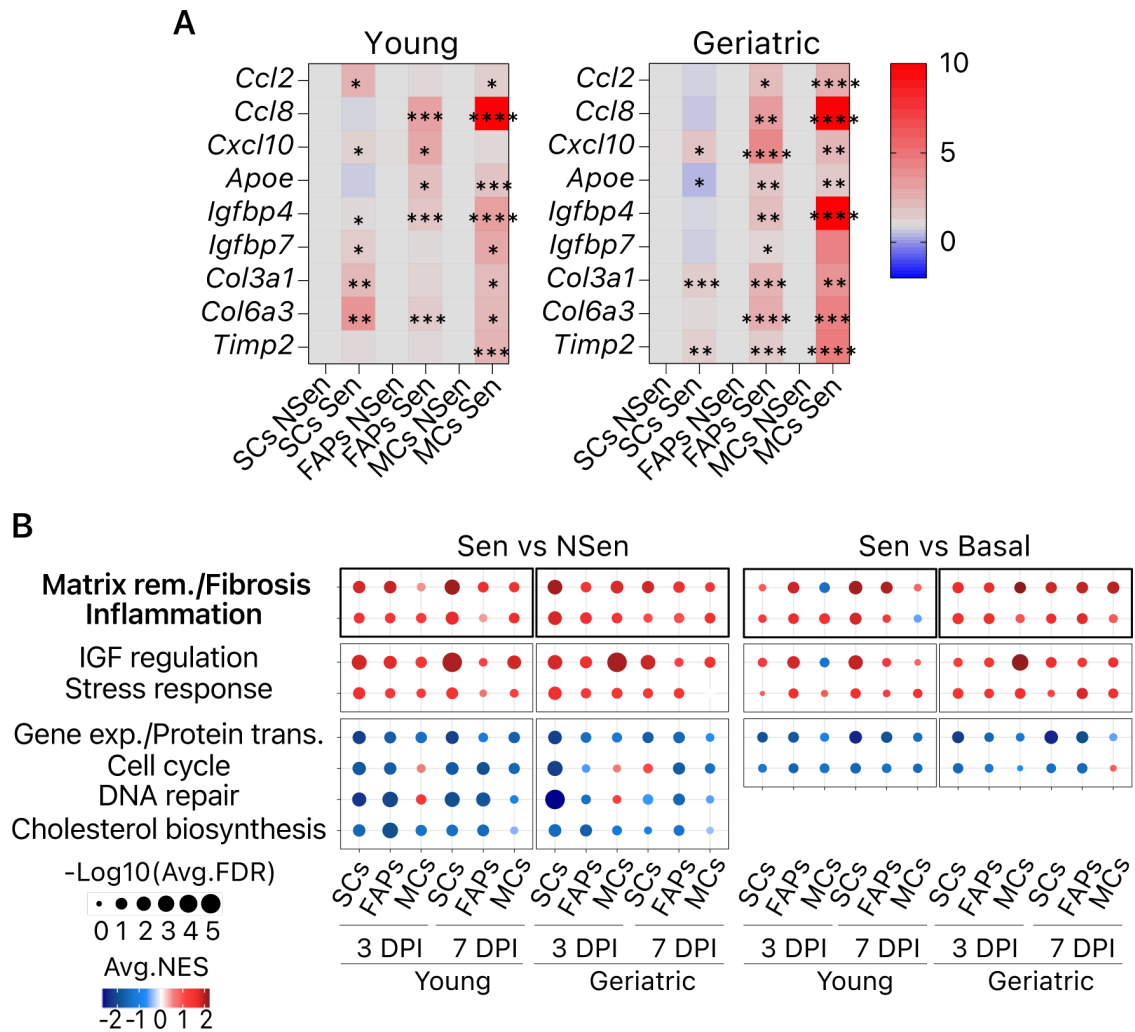 A
Young
Geriatric
Ccl2
Ccl8
Cxcl10
Apoe
Igfbp4
Igfbp7
Col3a1
Col6a3
Timp2
* *
*** ****
* *
* ***
* *** ****
* *
** *
** *** *
***
SCs NSen
SCs Sen
FAPs NSen
FAPs Sen
MCs NSen
MCs Sen
Ccl2
Ccl8
Cxcl10
Apoe
Igfbp4
Igfbp7
Col3a1
Col6a3
Timp2
* ****
** ****
* **** **
* ** **
** ****
*
*** *** **
**** ***
** *** ****
SCs NSen
SCs Sen
FAPs NSen
FAPs Sen
MCs NSen
MCs Sen
10
5
0
B
Sen vs NSen
Sen vs Basal
Matrix rem./Fibrosis
Inflammation
IGF regulation
Stress response
Gene exp./Protein trans.
Cell cycle
DNA repair
Cholesterol biosynthesis
SCs FAPs MCs SCs FAPs MCs SCs FAPs MCs SCs FAPs MCs SCs FAPs MCs SCs FAPs MCs SCs FAPs MCs SCs FAPs MCs
3 DPI 7 DPI 3 DPI 7 DPI 3 DPI 7 DPI 3 DPI 7 DPI
Young Geriatric Young Geriatric
-Log10(Avg.FDR)
0 1 2 3 4 5
Avg.NES
-2 -1 0 1 2